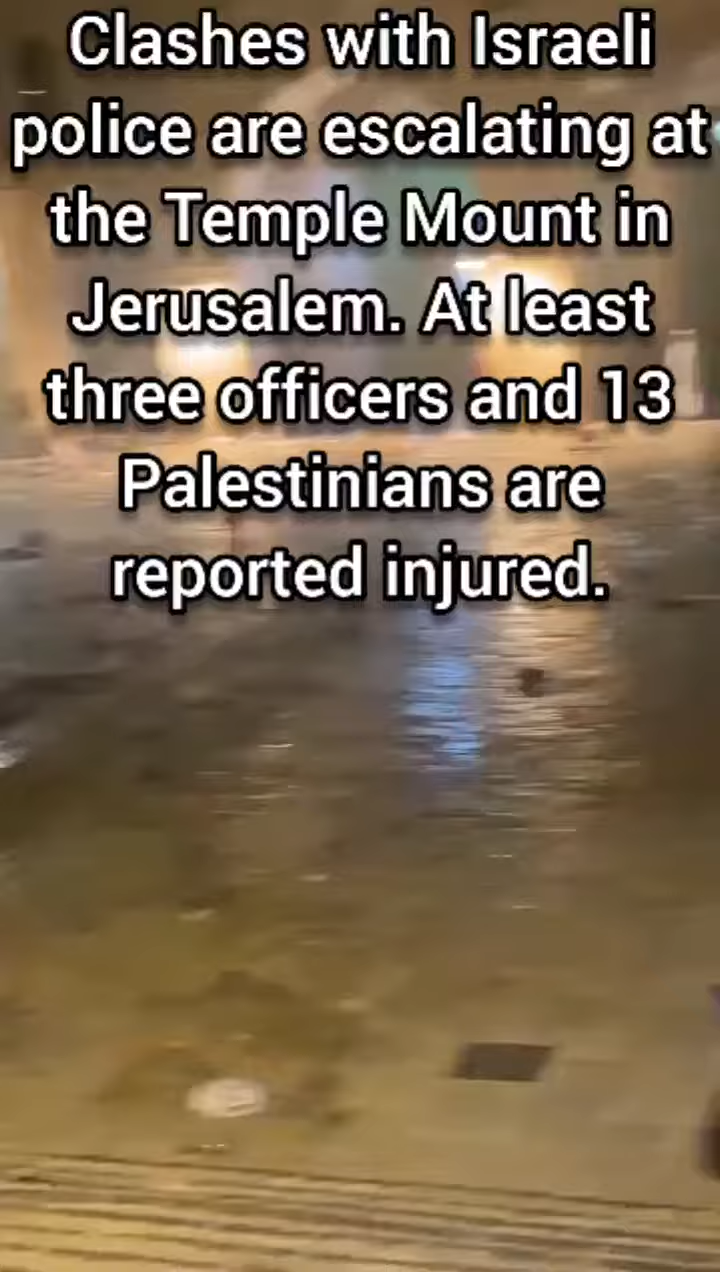 Clashes with Israeli
police are escalating at
the Temple Mount in
Jerusalem. At least
three officers and 13
Palestinians are
reported injured.